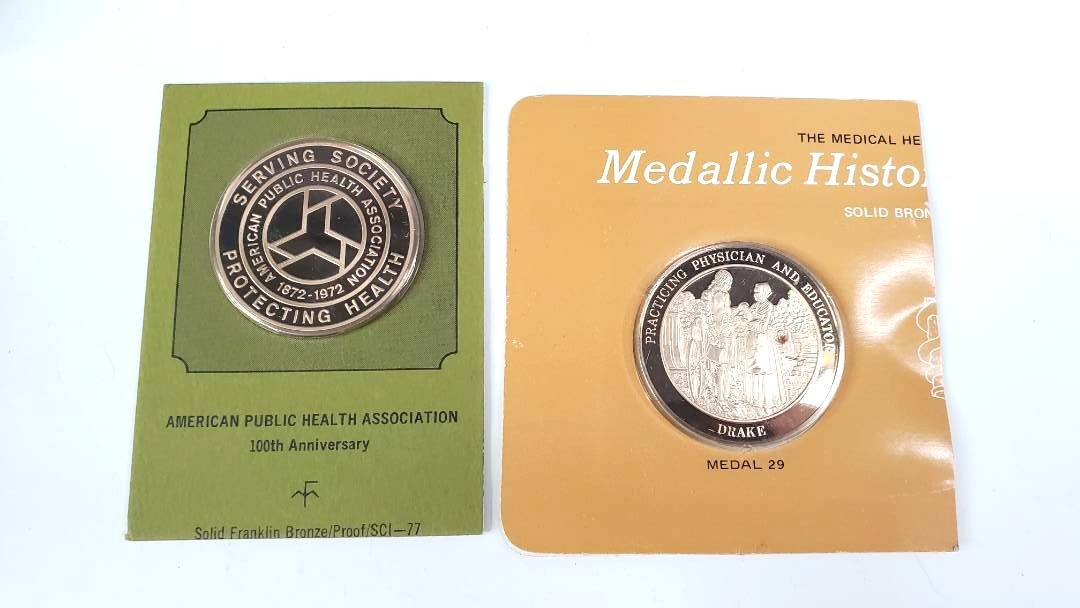 SERVING SOCIETY
PROTECTING HEALTH
AMERICAN PUBLIC HEALTH ASSOCIATION
1872-1972
AMERICAN PUBLIC HEALTH ASSOCIATION
100th Anniversary
Solid Franklin Bronze/Proof/SCI—77
THE MEDICAL HE
Medallic Histo
SOLID BRON
PRACTICING PHYSICIAN AND EDUCATOR
DRAKE
MEDAL 29